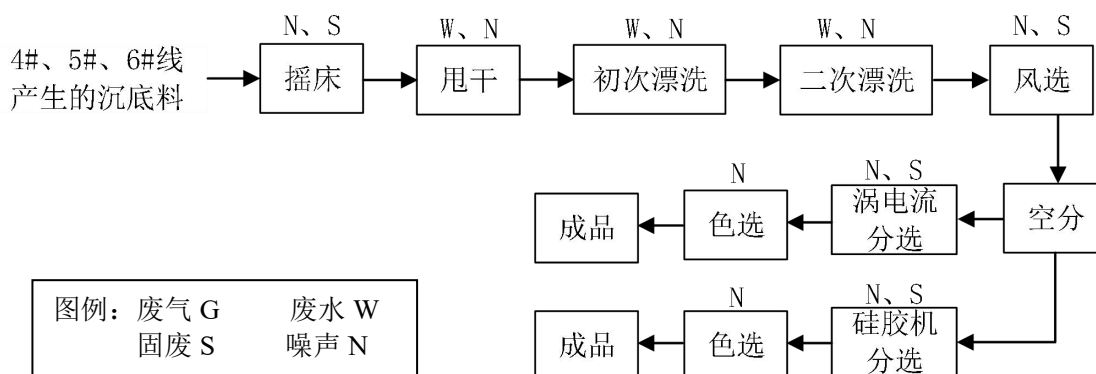 N、S
W、N
W、N
W、N
N、S
4#、5#、6#线
产生的沉底料
摇床
甩干
初次漂洗
二次漂洗
风选
N
N、S
成品
色选
涡电流
分选
空分
N
N、S
成品
色选
硅胶机
分选
图例：废气 G 废水 W
固废 S 噪声 N